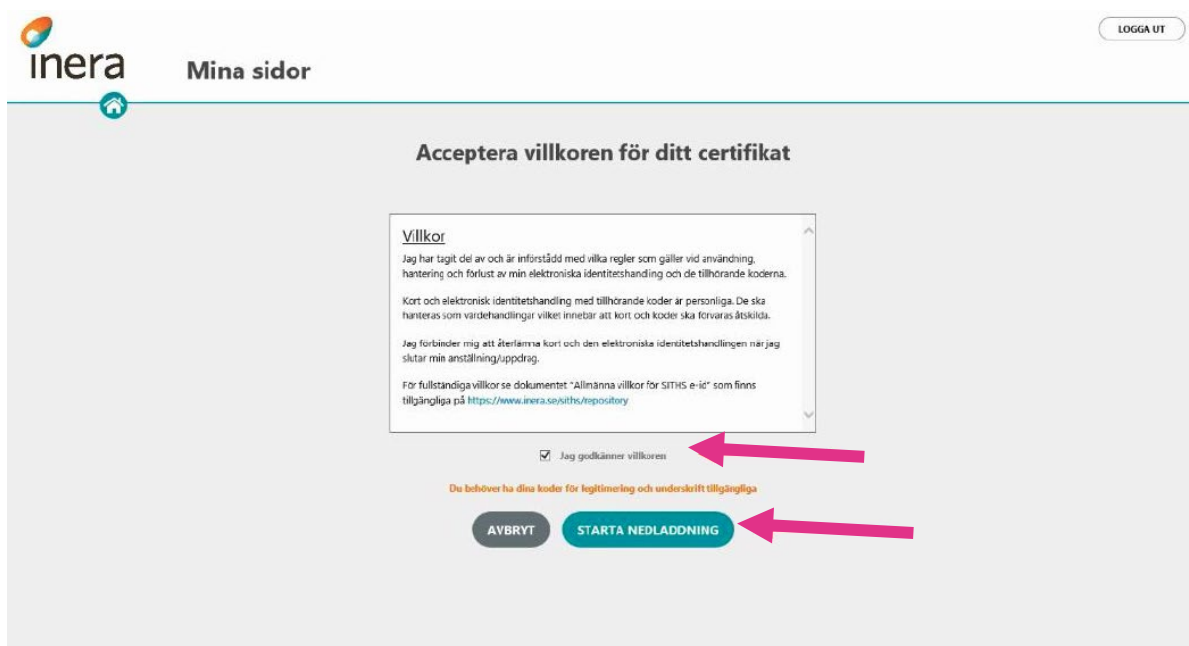 LOGGA UT
inera
Mina sidor
Acceptera villkoren för ditt certifikat
Villkor
Jag har tagit del av och är införstådd med vilka regler som gäller vid användning,
hantering och förlust av min elektroniska identitetshandling och de tillhörande koderna.
Kort och elektronisk identitetshandling med tillhörande koder är personliga. De ska
hanteras som värdehandlingar vilket innebär att kort och koder ska förvaras åtskilda.
Jag förbinder mig att återlämna kort och den elektroniska identitetshandlingen när jag
slutar min anställning/uppdrag.
För fullständiga villkor se dokumentet "Allmänna villkor för SITHS e-id" som finns
tillgängliga på https://www.inera.se/siths/repository
Jag godkänner villkoren
Du behöver ha dina koder för legitimering och underskrift tillgängliga
AVBRYT
STARTA NEDLADDNING